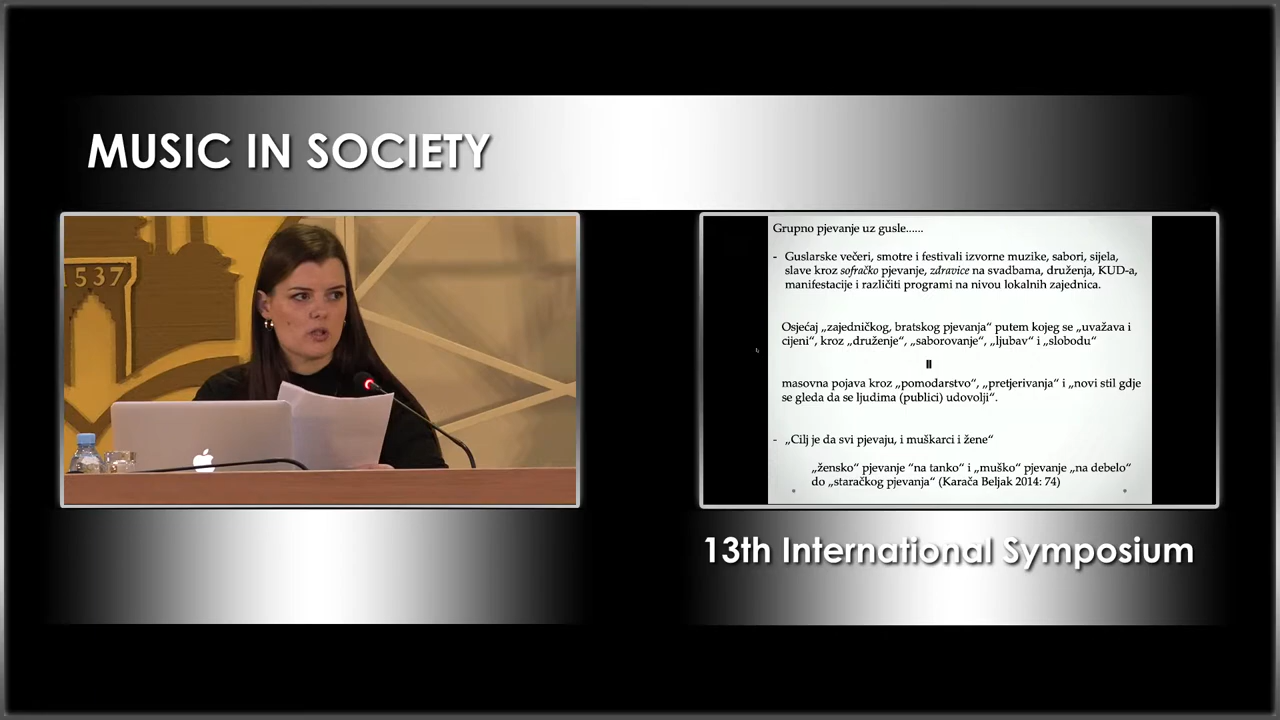 MUSIC IN SOCIETY
1537
Grupno pjevanje uz gusle......
- Guslarske večeri, smotre i festivali izvorne muzike, sabori, sijela,
slave kroz sofračko pjevanje, zdravice na svadbama, druženja, KUD-a,
manifestacije i različiti programi na nivou lokalnih zajednica.
Osjećaj „zajedničkog, bratskog pjevanja“ putem kojeg se „uvažava i
cijeni“, kroz „druženje“, „saborovanje“, „ljubav“ i „slobodu“
II
masovna pojava kroz „pomodarstvo“, „pretjerivanja“ i „novi stil gdje
se gleda da se ljudima (publici) udovolji“.
- „Cilj je da svi pjevaju, i muškarci i žene“
„žensko“ pjevanje “na tanko“ i „muško“ pjevanje „na debelo“
do „staračkog pjevanja“ (Karača Beljak 2014: 74)
13th International Symposium